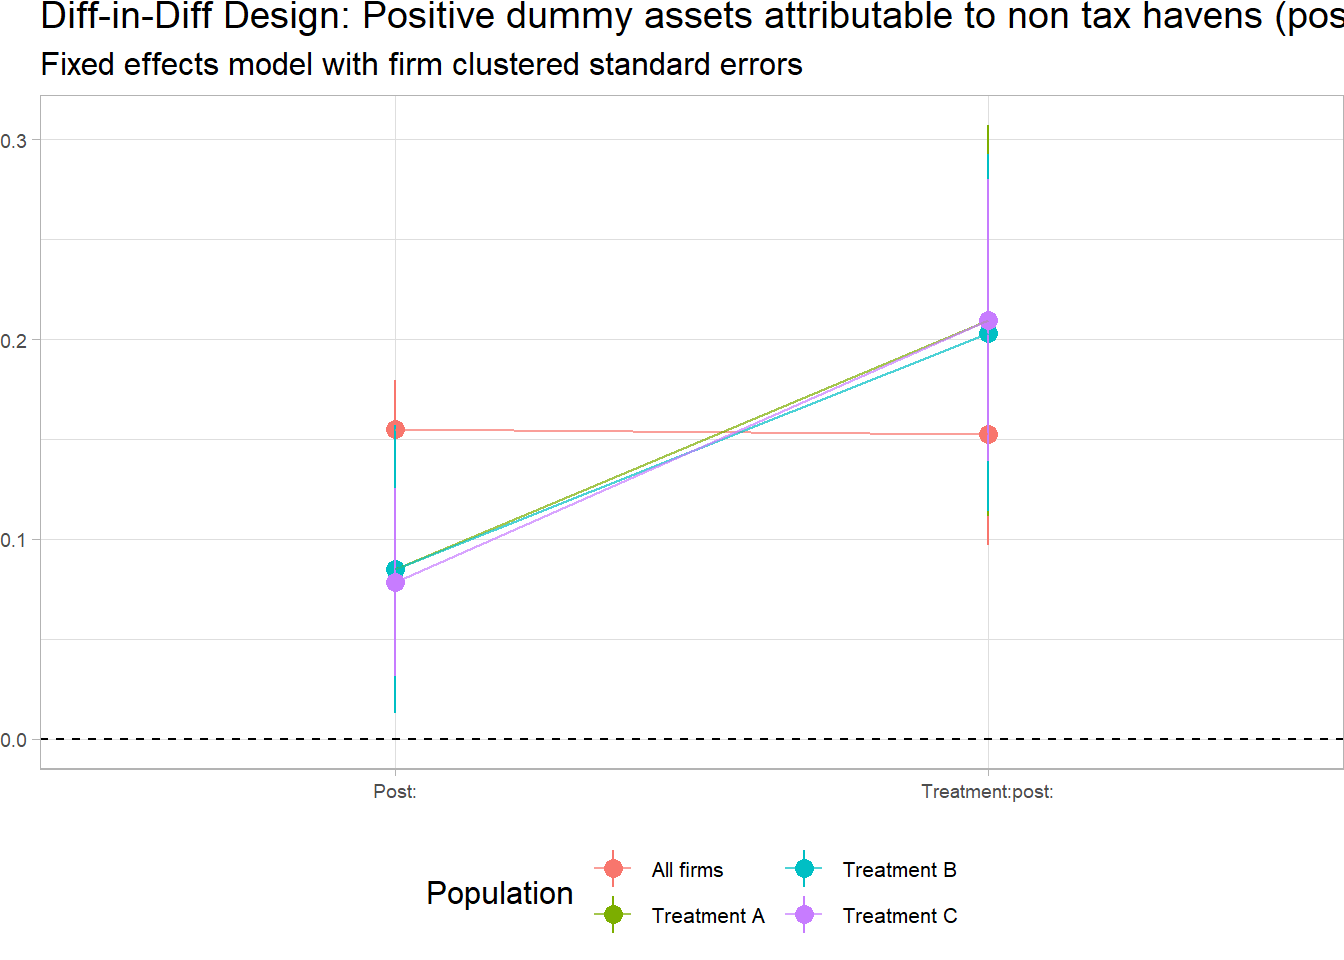 Diff-in-Diff Design: Positive dummy assets attributable to non tax havens (pos
Fixed effects model with firm clustered standard errors
0.3
0.2
0.1
0.0
Post:
Treatment:post:
Population
All firms
Treatment A
Treatment B
Treatment C